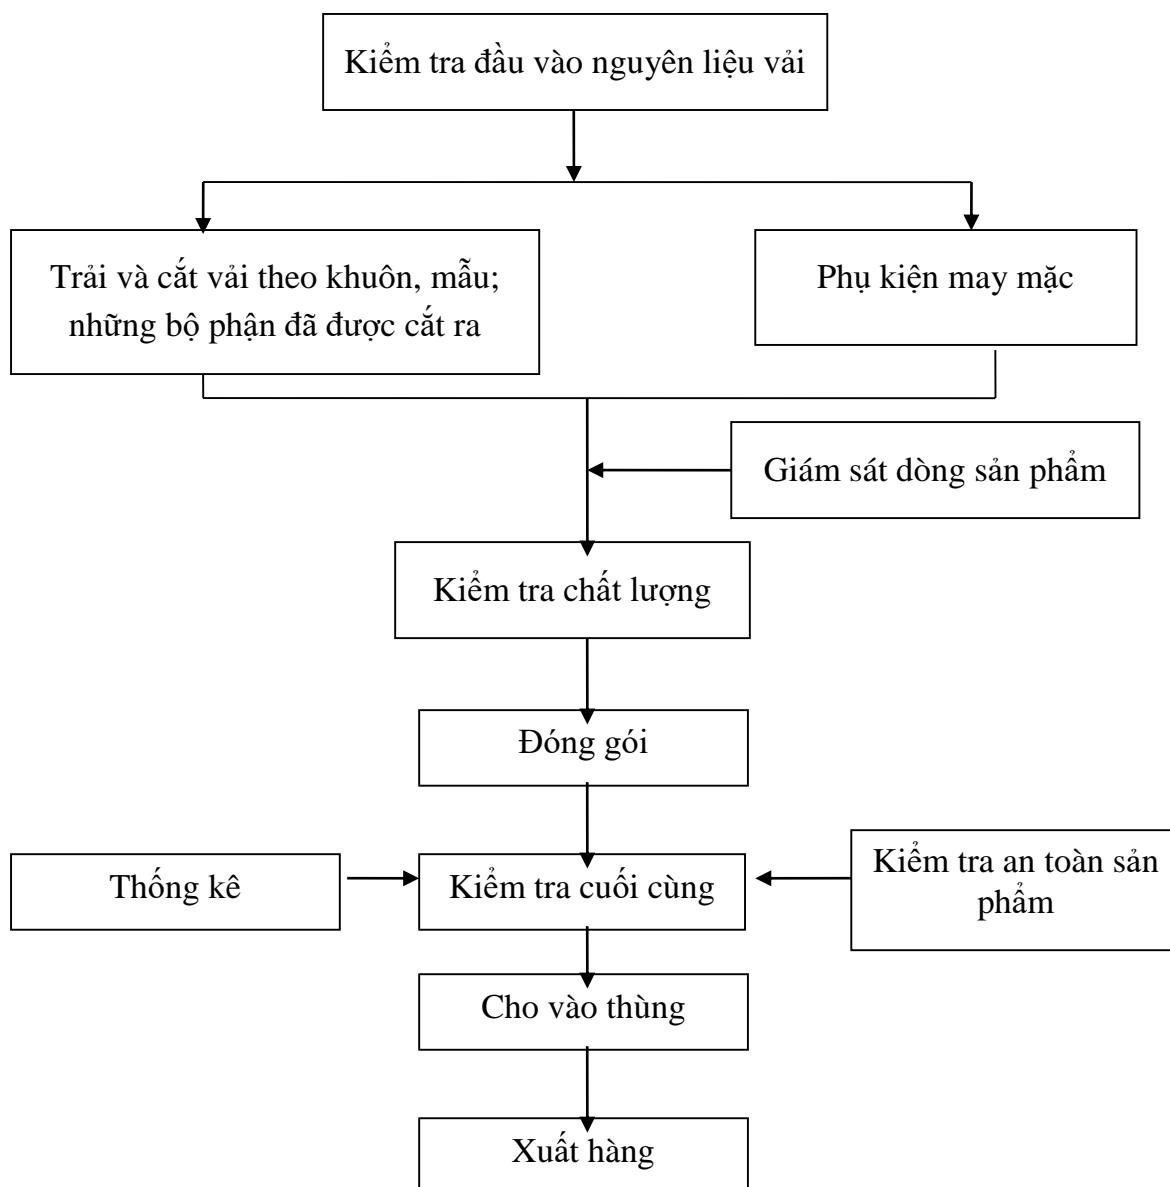 Kiểm tra đầu vào nguyên liệu vải
Trải và cắt vải theo khuôn, mẫu;
những bộ phận đã được cắt ra
Phụ kiện may mặc
Giám sát dòng sản phẩm
Kiểm tra chất lượng
Đóng gói
Thống kê
Kiểm tra cuối cùng
Kiểm tra an toàn sản
phẩm
Cho vào thùng
Xuất hàng